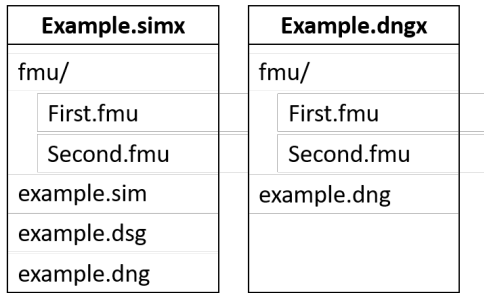 Example.simx
fmu/
First.fmu
Second.fmu
example.sim
example.dsg
example.dng
Example.dngx
fmu/
First.fmu
Second.fmu
example.dng